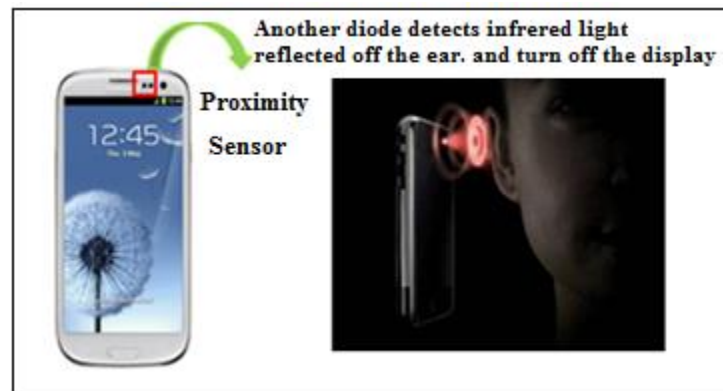 Another diode detects infrered light
reflected off the ear. and turn off the display
Proximity
Sensor
12:45